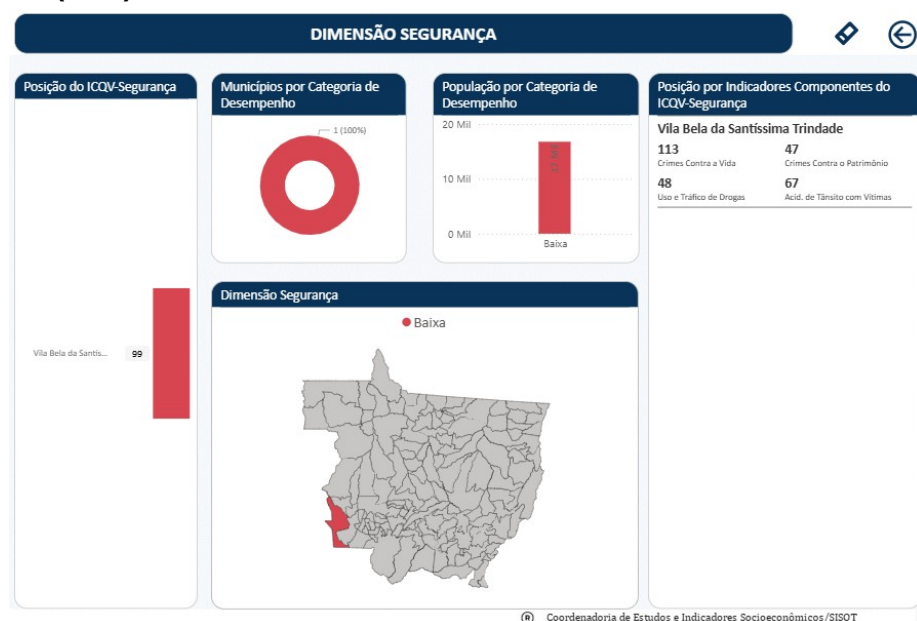 DIMENSÃO SEGURANÇA
Posição do ICQV-Segurança
Vila Bela da Santís...
99
Municípios por Categoria de
Desempenho
1 (100%)
População por Categoria de
Desempenho
20 Mil
10 Mil
0 Mil
17 Mil
Baixa
Posição por Indicadores Componentes do
ICQV-Segurança
Vila Bela da Santíssima Trindade
113
Crimes Contra a Vida
47
Crimes Contra o Patrimônio
48
Uso e Tráfico de Drogas
67
Acid. de Tânsito com Vítimas
Dimensão Segurança
Baixa
® Coordenadoria de Estudos e Indicadores Socioeconômicos/SISOT